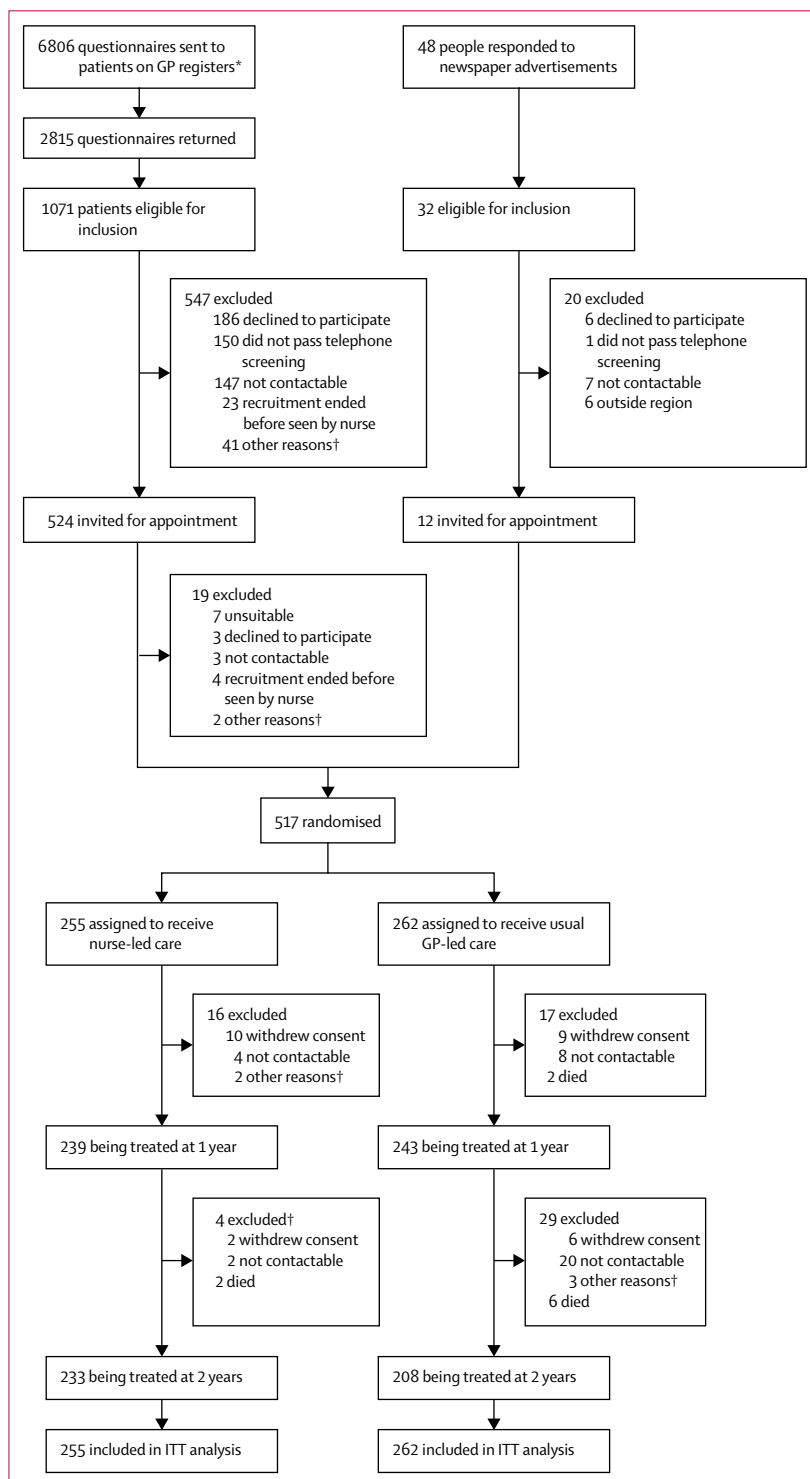 6806 questionnaires sent to
patients on GP registers*
48 people responded to
newspaper advertisements
2815 questionnaires returned
1071 patients eligible for
inclusion
32 eligible for inclusion
547 excluded
186 declined to participate
150 did not pass telephone
screening
147 not contactable
23 recruitment ended
before seen by nurse
41 other reasons†
20 excluded
6 declined to participate
1 did not pass telephone
screening
7 not contactable
6 outside region
524 invited for appointment
12 invited for appointment
19 excluded
7 unsuitable
3 declined to participate
3 not contactable
4 recruitment ended before
seen by nurse
2 other reasons†
517 randomised
255 assigned to receive
nurse-led care
262 assigned to receive usual
GP-led care
16 excluded
10 withdrew consent
4 not contactable
2 other reasons†
17 excluded
9 withdrew consent
8 not contactable
2 died
239 being treated at 1 year
243 being treated at 1 year
4 excluded†
2 withdrew consent
2 not contactable
2 died
29 excluded
6 withdrew consent
20 not contactable
3 other reasons†
6 died
233 being treated at 2 years
208 being treated at 2 years
255 included in ITT analysis
262 included in ITT analysis